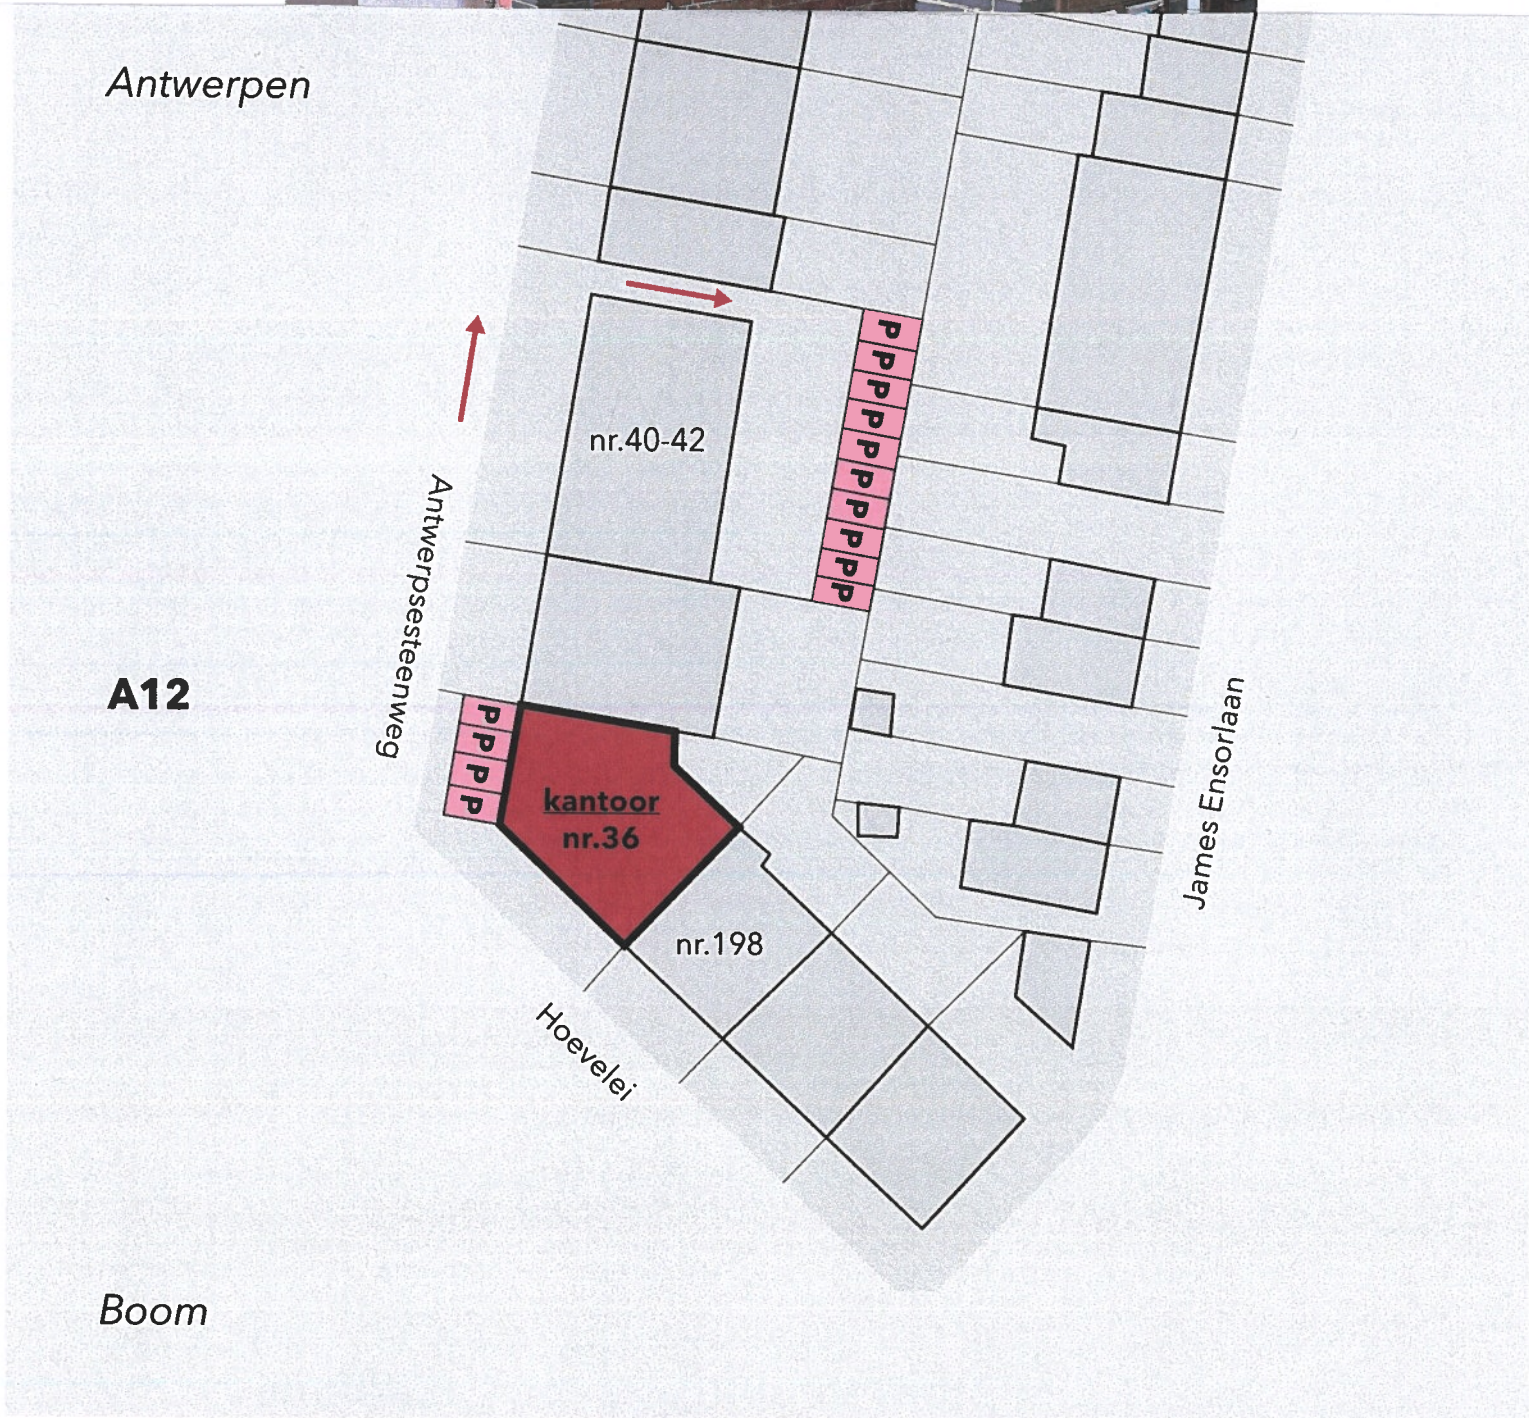 Antwerpen
P
P
P
P
P
P
P
P
P
P
nr.40-42
Antwerpsesteenweg
A12
P
P
P
P
kantoor
nr.36
James Ensorlaan
nr.198
Hoevelei
Boom